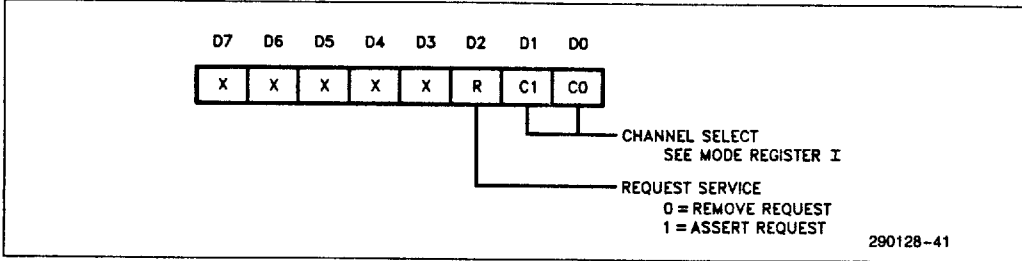 D7 D6 D5 D4 D3 D2 D1 D0
X X X X X R C1 C0
CHANNEL SELECT
SEE MODE REGISTER I
REQUEST SERVICE
0 = REMOVE REQUEST
1 = ASSERT REQUEST
290128-41